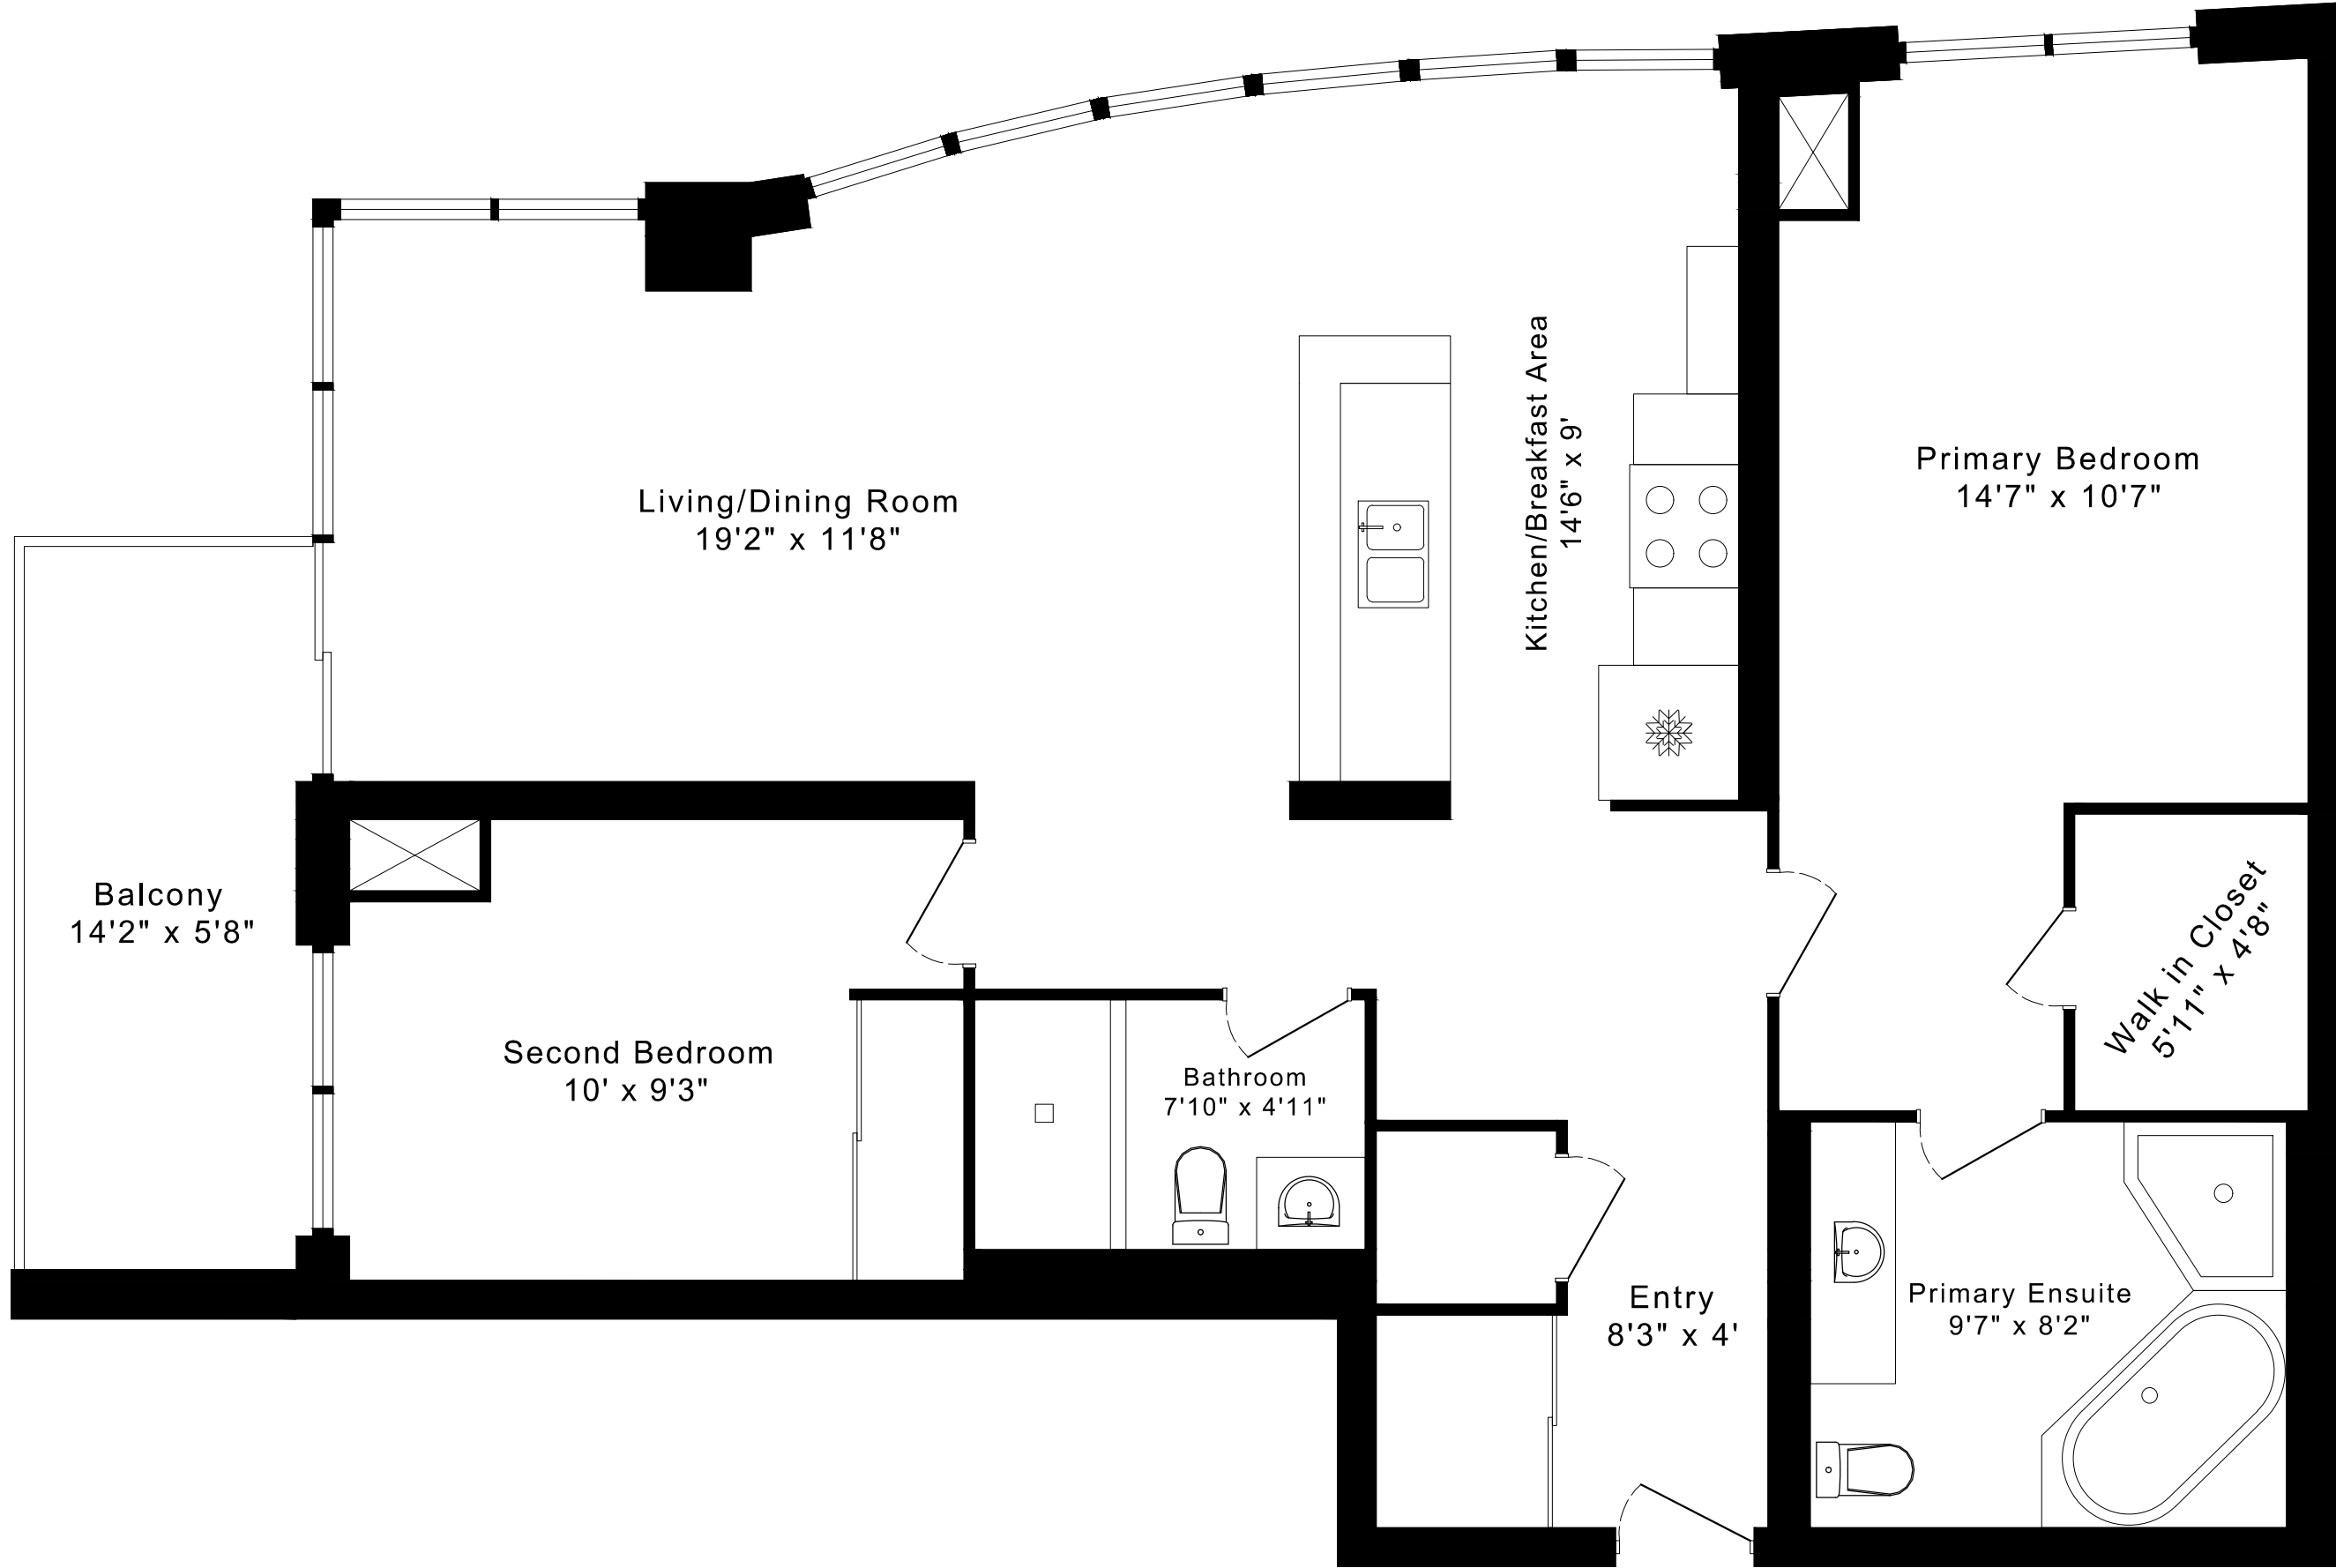 Living/Dining Room
19'2" x 11'8"
Kitchen/Breakfast Area
14'6" x 9'
Primary Bedroom
14'7" x 10'7"
Balcony
14'2" x 5'8"
Walk in Closet
5'11" x 4'8"
Second Bedroom
10' x 9'3"
Bathroom
7'10" x 4'11"
Entry
8'3" x 4'
Primary Ensuite
9'7" x 8'2"